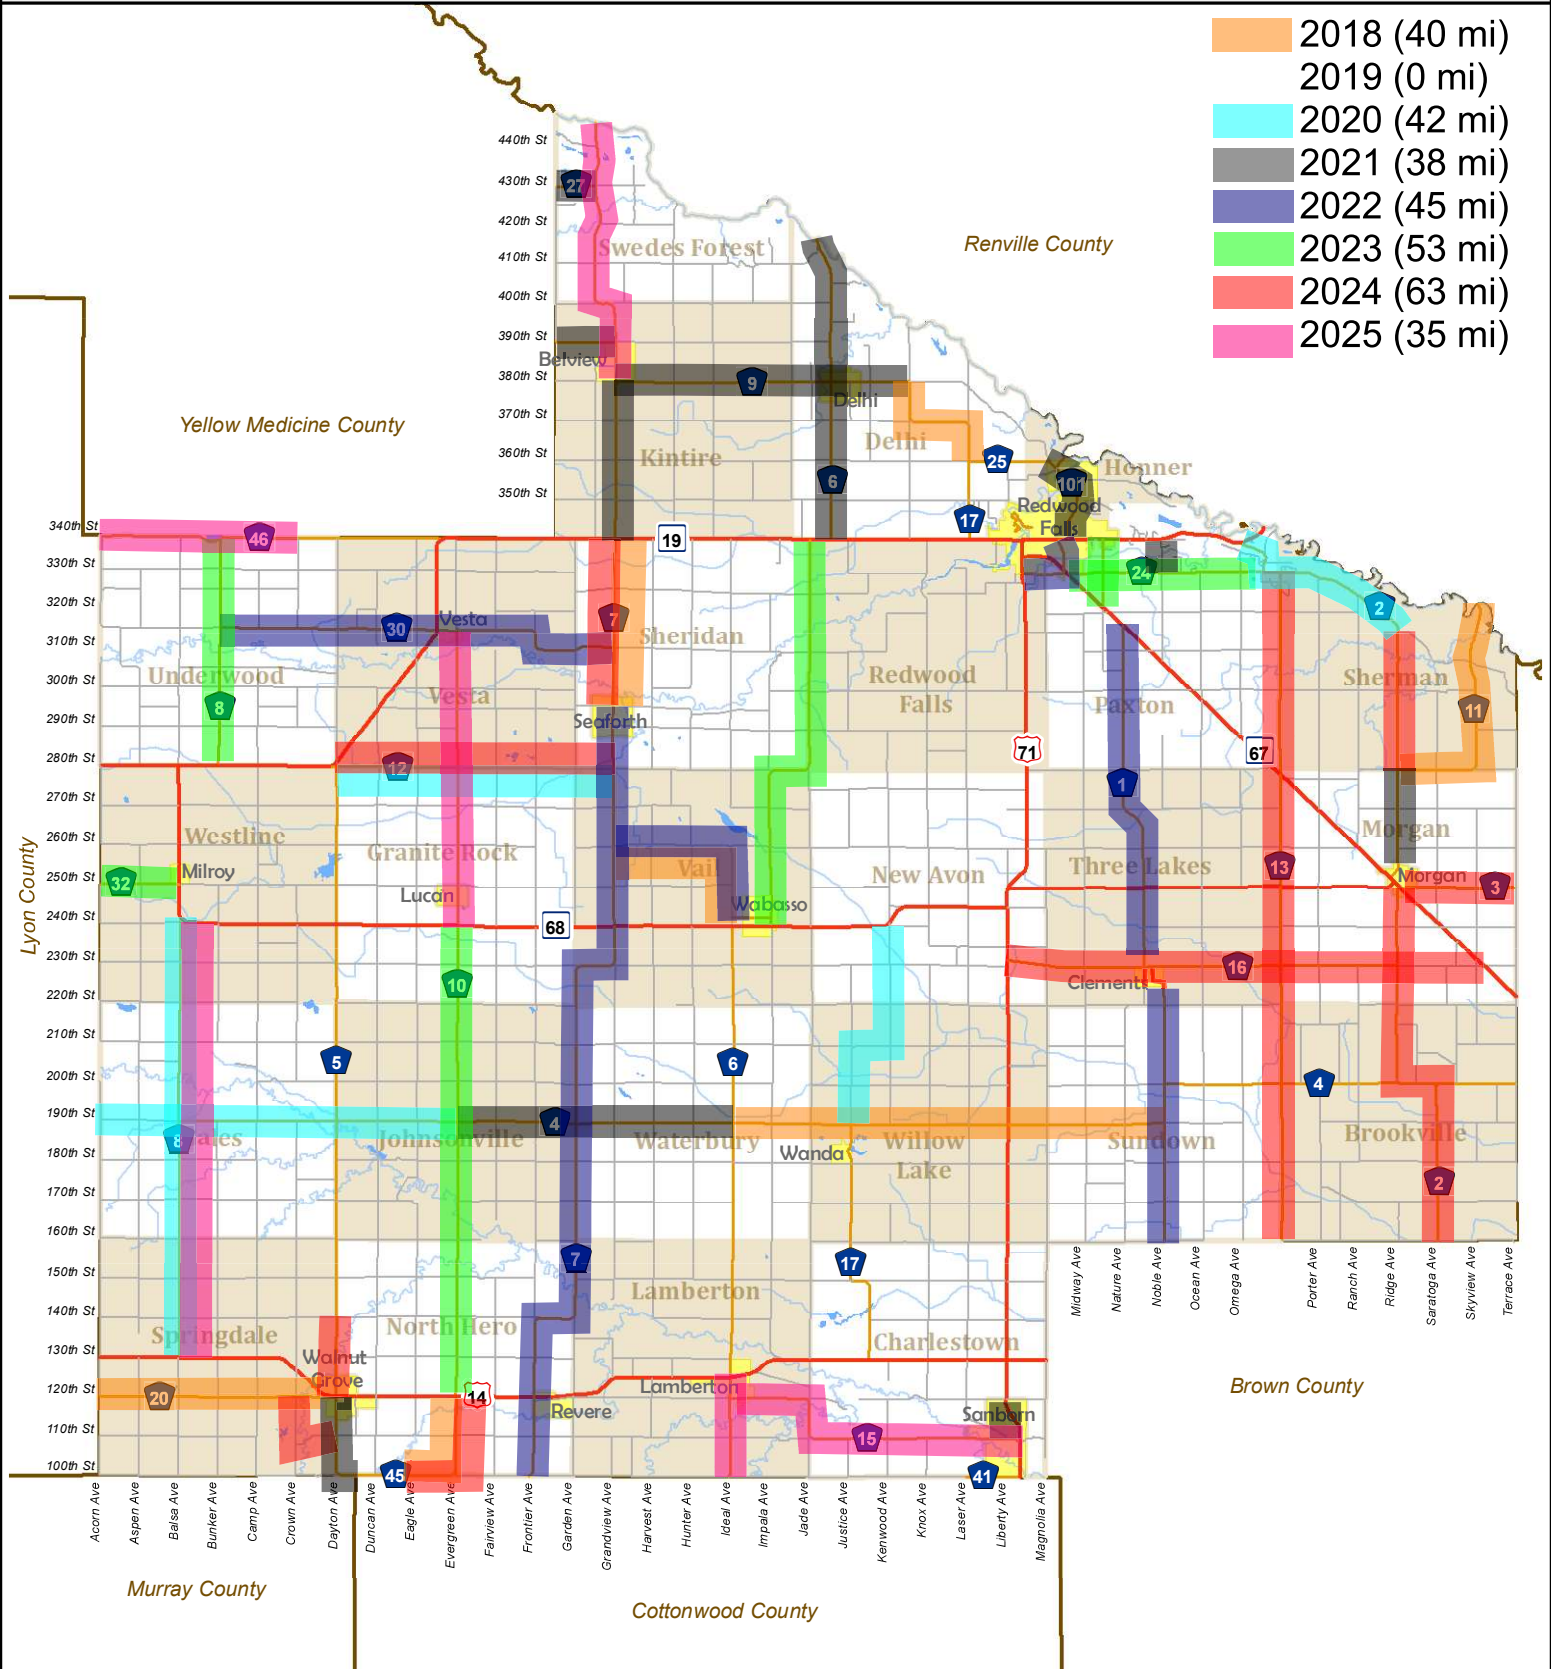 2018 (40 mi)
2019 (0 mi)
2020 (42 mi)
2021 (38 mi)
2022 (45 mi)
2023 (53 mi)
2024 (63 mi)
2025 (35 mi)
440th St
430th St
27
420th St
Swedes Forest
Renville County
410th St
400th St
390th St
Belview
380th St
9
Delhi
370th St
Yellow Medicine County
Delhi
360th St
Kintire
25
Honner
6
101
350th St
Redwood
Falls
17
340th St
46
19
330th St
24
320th St
2
30
Vesta
7
310th St
Sheridan
Underwood
Redwood
Falls
300th St
Vesta
Sherman
8
Paxton
11
290th St
Seaforth
71
67
280th St
12
1
270th St
Westline
260th St
Granite Rock
Vail
New Avon
Three Lakes
13
Morgan
Milroy
250th St
32
Morgan
3
Lucan
Wabasso
240th St
68
Lyon County
230th St
16
10
Clements
220th St
210th St
5
6
200th St
4
190th St
4
8
Johnsonville
Waterbury
Willow
Lake
Sundown
Brookville
180th St
Wanda
170th St
2
160th St
7
17
150th St
Midway Ave
Nature Ave
Noble Ave
Ocean Ave
Omega Ave
Porter Ave
Ranch Ave
Ridge Ave
Saratoga Ave
Skyview Ave
Terrace Ave
Lamberton
140th St
Springdale
North Hero
Charlestown
130th St
Walnut
Grove
120th St
20
14
Lamberton
Brown County
Revere
Sanborn
110th St
15
100th St
45
41
Acorn Ave
Aspen Ave
Balsa Ave
Bunker Ave
Camp Ave
Crown Ave
Dayton Ave
Duncan Ave
Eagle Ave
Evergreen Ave
Fairview Ave
Frontier Ave
Garden Ave
Grandview Ave
Harvest Ave
Hunter Ave
Ideal Ave
Impala Ave
Jade Ave
Justice Ave
Kenwood Ave
Knox Ave
Laser Ave
Liberty Ave
Magnolia Ave
Murray County
Cottonwood County